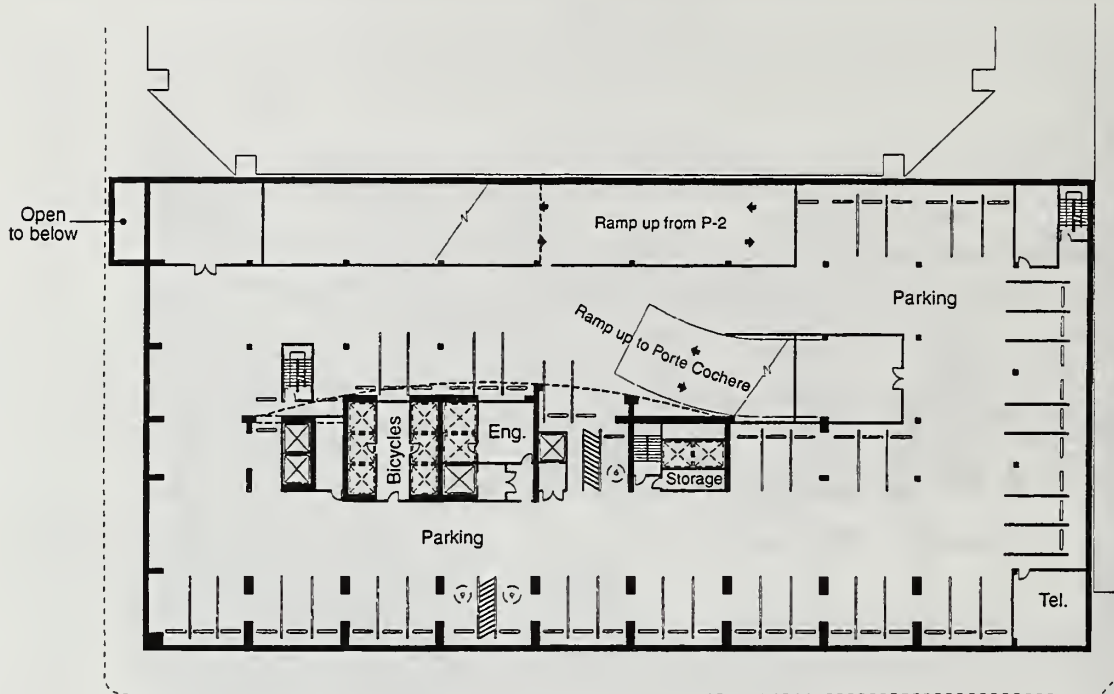 Open
to below
Ramp up from P-2
Parking
Ramp up to Porte Cochere
Bicycles
Eng.
Storage
Parking
Tel.